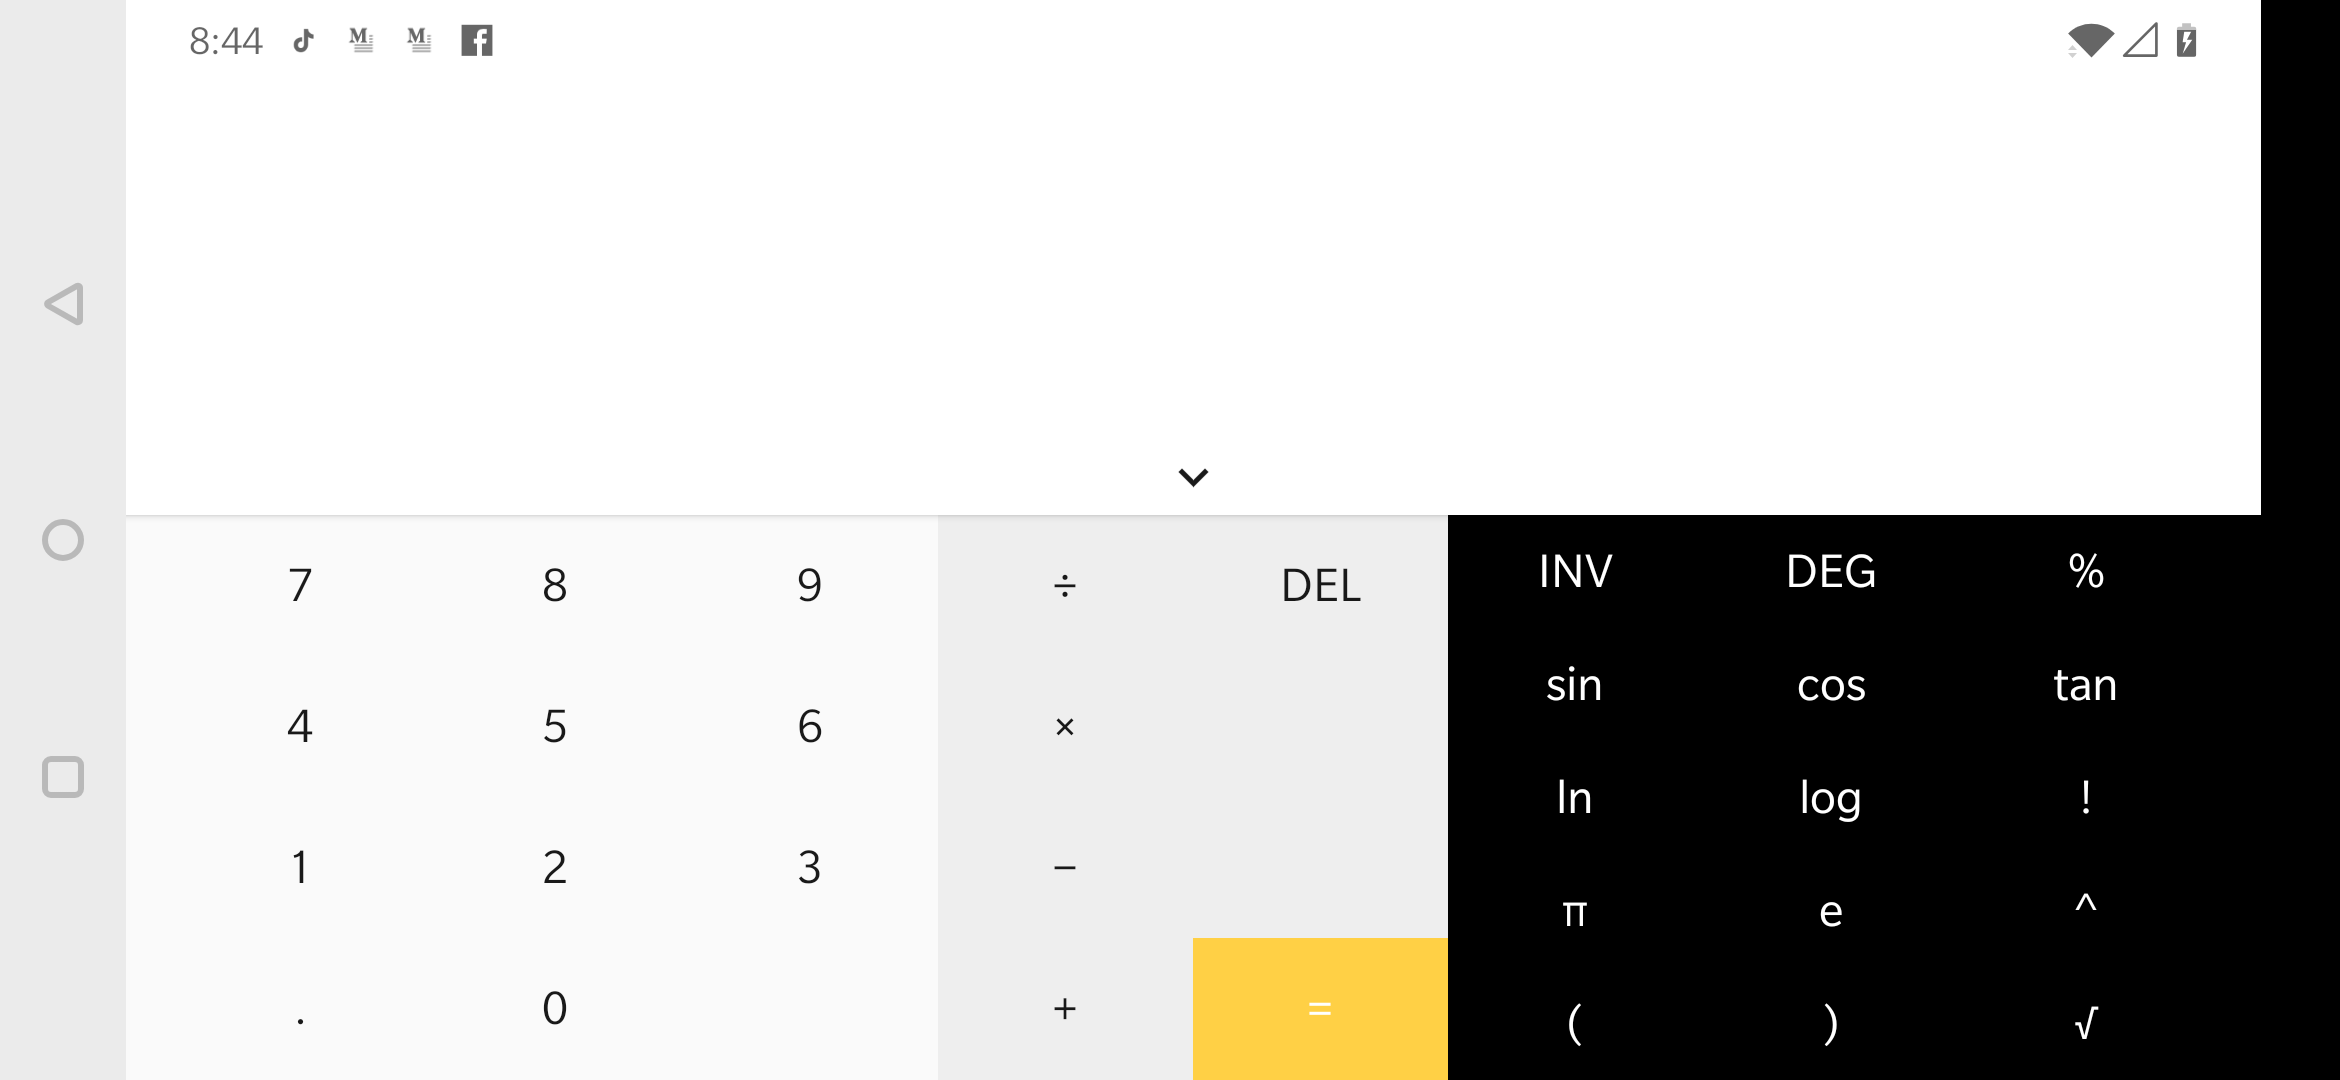 8:44
7 8 9 ÷ DEL INV DEG %
4 5 6 × sin cos tan
1 2 3 − ln log !
π e ^
. 0 + = ( ) √